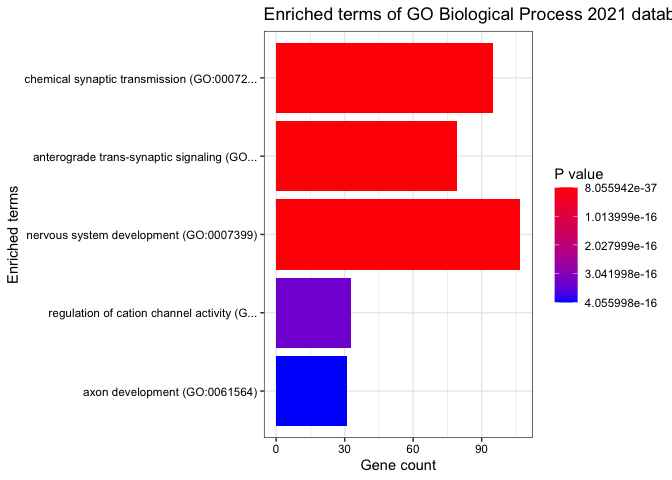 Enriched terms of GO Biological Process 2021 datab
chemical synaptic transmission (GO:00072...
anterograde trans-synaptic signaling (GO...
nervous system development (GO:0007399)
regulation of cation channel activity (G...
axon development (GO:0061564)
Enriched terms
0 30 60 90
Gene count
P value
8.055942e-37
1.013999e-16
2.027999e-16
3.041998e-16
4.055998e-16